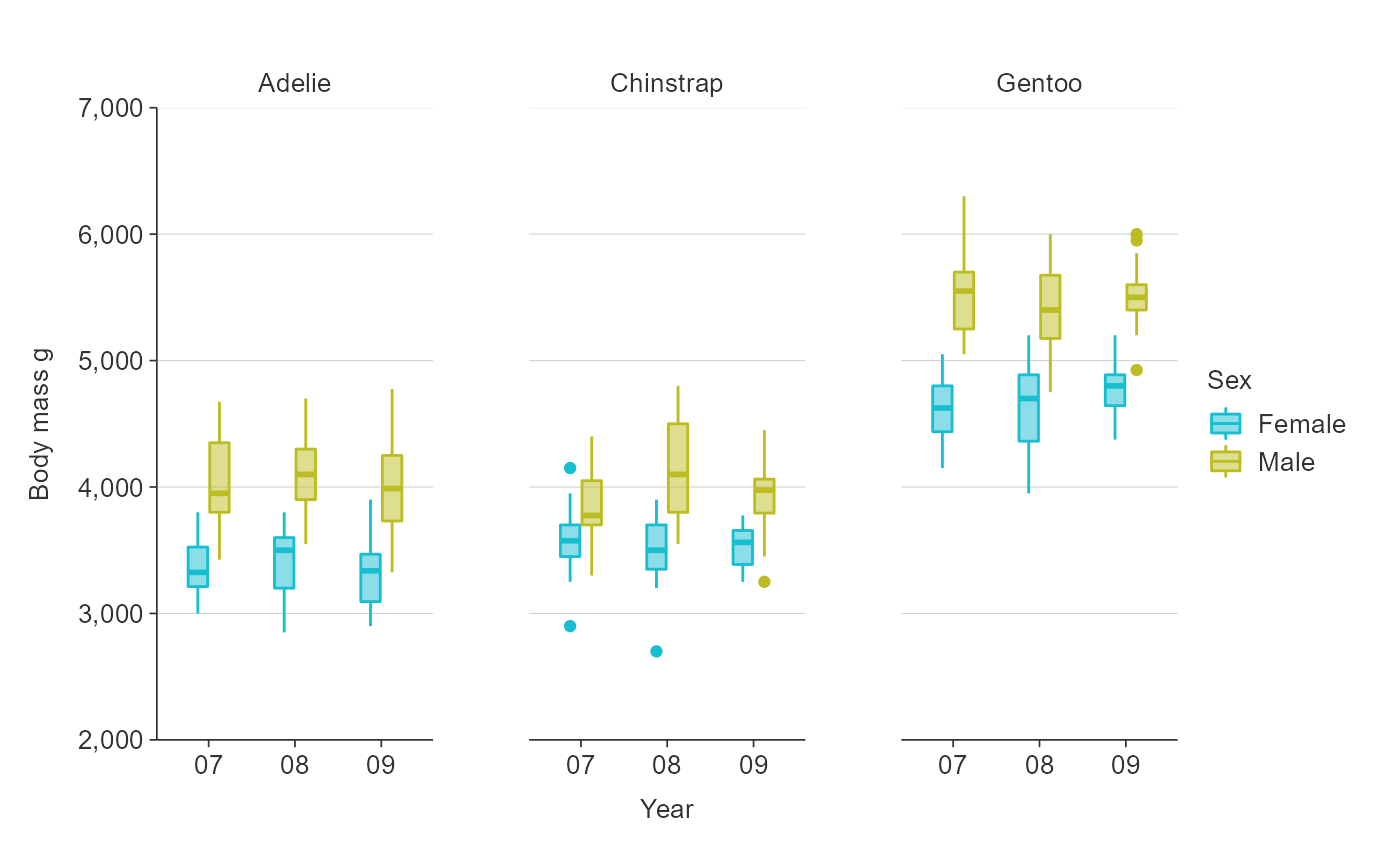 Adelie Chinstrap Gentoo
7,000
6,000
5,000
4,000
3,000
2,000
Body mass g
07 08 09 07 08 09 07 08 09
Year
Sex
Female
Male